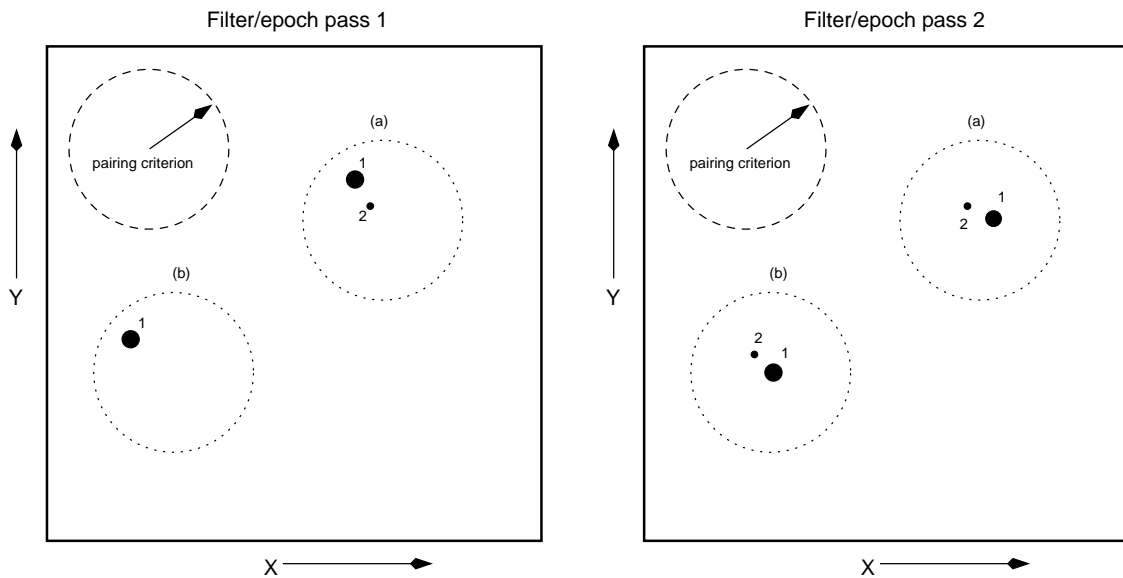 Filter/epoch pass 1
(a)
1
pairing criterion
2
Y
(b)
1
X
Filter/epoch pass 2
(a)
pairing criterion
1
2
Y
(b)
2
1
X